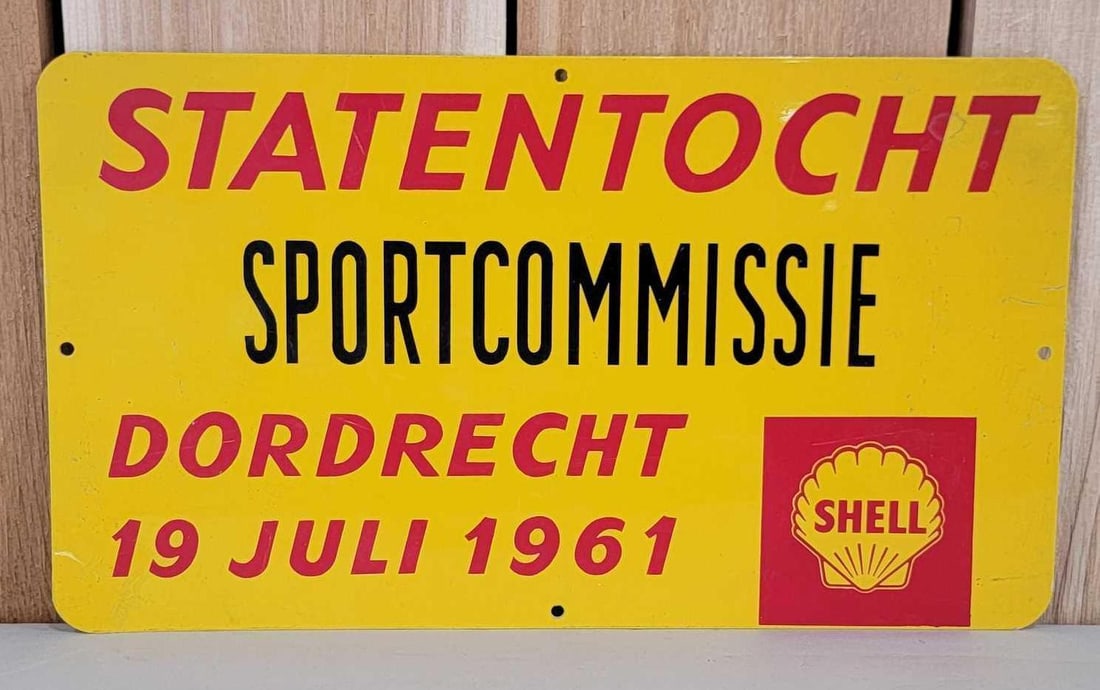 STATENTOCHT
SPORTCOMMISSIE
DORDRECHT
19 JULI 1961
SHELL